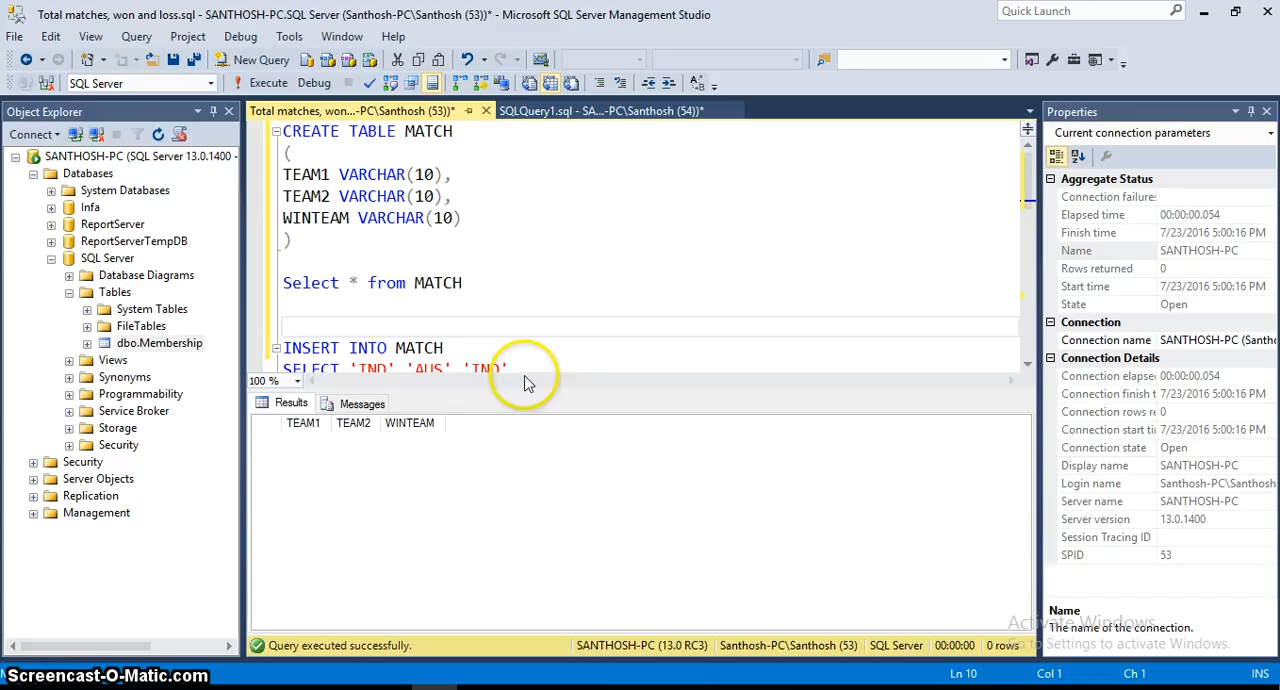 Total matches, won and loss.sql - SANTHOSH-PC.SQL Server (Santhosh-PC\Santhosh (53))* - Microsoft SQL Server Management Studio
Quick Launch
File Edit View Query Project Debug Tools Window Help
New Query
SQL Server Execute Debug
Object Explorer
Connect
SANTHOSH-PC (SQL Server 13.0.1400 -
Databases
System Databases
Infa
ReportServer
ReportServerTempDB
SQL Server
Database Diagrams
Tables
System Tables
FileTables
dbo.Membership
Views
Synonyms
Programmability
Service Broker
Storage
Security
Security
Server Objects
Replication
Management
Total matches, won...-PC\Santhosh (53))* SQLQuery1.sql - SA...-PC\Santhosh (54))*
CREATE TABLE MATCH
(
TEAM1 VARCHAR(10),
TEAM2 VARCHAR(10),
WINTEAM VARCHAR(10)
)
Select * from MATCH
INSERT INTO MATCH
SELECT 'IND' 'AUS' 'IND'
100 %
Results Messages
TEAM1 TEAM2 WINTEAM
Query executed successfully. SANTHOSH-PC (13.0 RC3) Santhosh-PC\Santhosh (53) SQL Server 00:00:00 0 rows
Properties
Current connection parameters
Aggregate Status
Connection failures
Elapsed time 00:00:00.054
Finish time 7/23/2016 5:00:16 PM
Name SANTHOSH-PC
Rows returned 0
Start time 7/23/2016 5:00:16 PM
State Open
Connection
Connection name SANTHOSH-PC (Santh
Connection Details
Connection elapse 00:00:00.054
Connection finish t 7/23/2016 5:00:16 PM
Connection rows re 0
Connection start ti 7/23/2016 5:00:16 PM
Connection state Open
Display name SANTHOSH-PC
Login name Santhosh-PC\Santhosh
Server name SANTHOSH-PC
Server version 13.0.1400
Session Tracing ID
SPID 53
Name
The name of the connection.
Activate Windows
Go to Settings to activate Windows.
Ln 10 Col 1 Ch 1 INS
Screencast-O-Matic.com